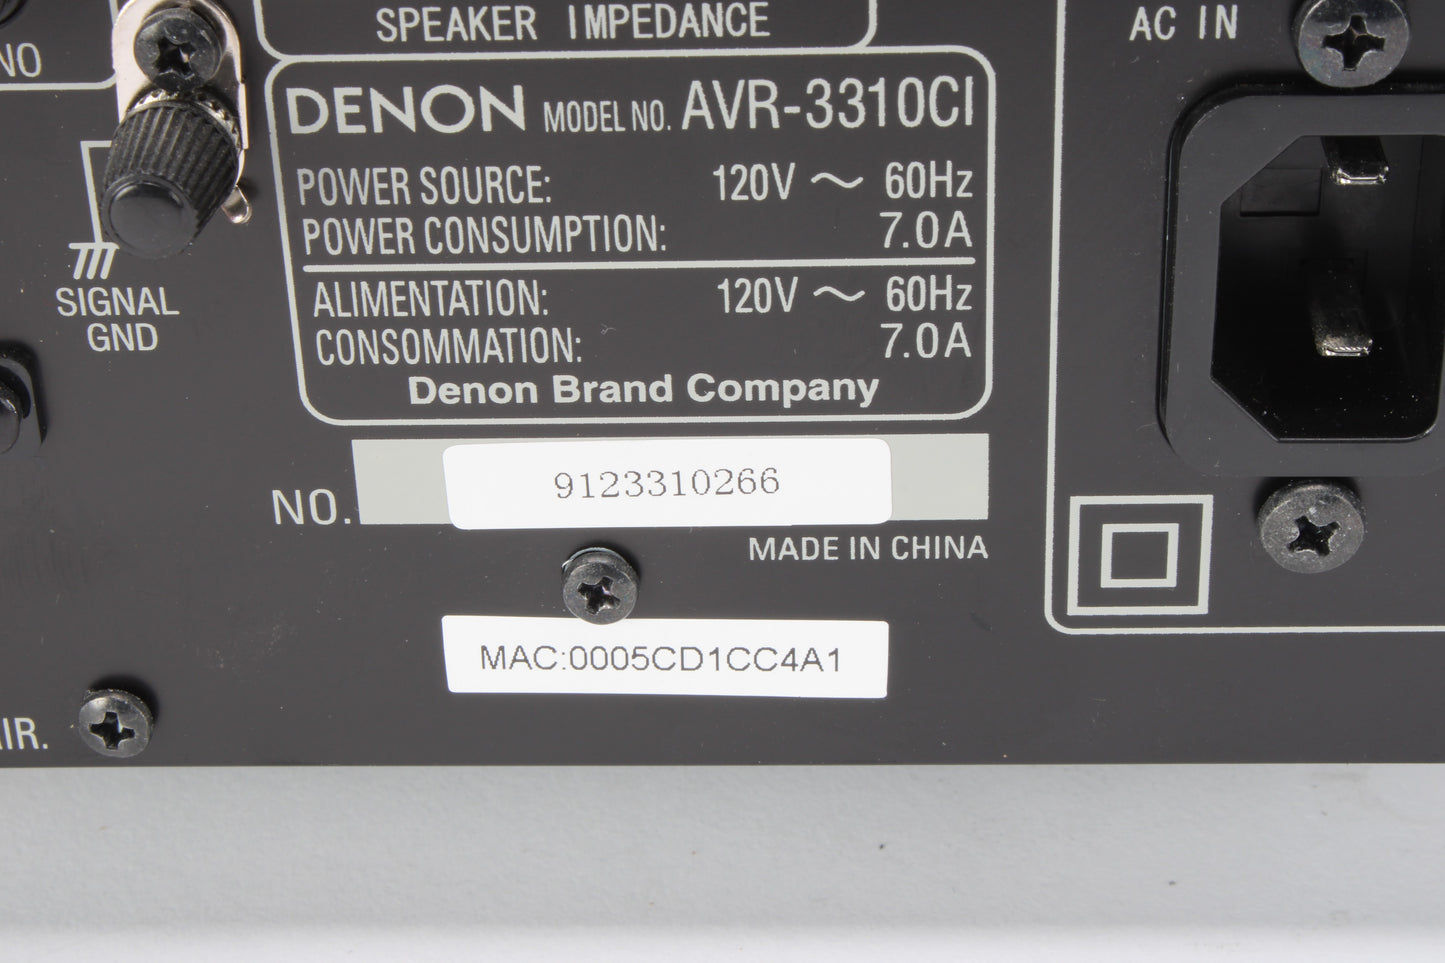 SPEAKER IMPEDANCE
AC IN
NO
DENON MODEL NO. AVR-3310CI
POWER SOURCE: 120V ~ 60Hz
POWER CONSUMPTION: 7.0A
ALIMENTATION: 120V ~ 60Hz
CONSOMMATION: 7.0A
Denon Brand Company
SIGNAL
GND
NO. 9123310266
MADE IN CHINA
MAC:0005CD1CC4A1
IR.